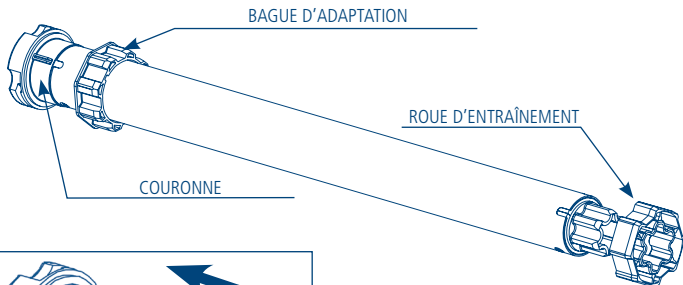 BAGUE D’ADAPTATION
ROUE D’ENTRAÎNEMENT
COURONNE